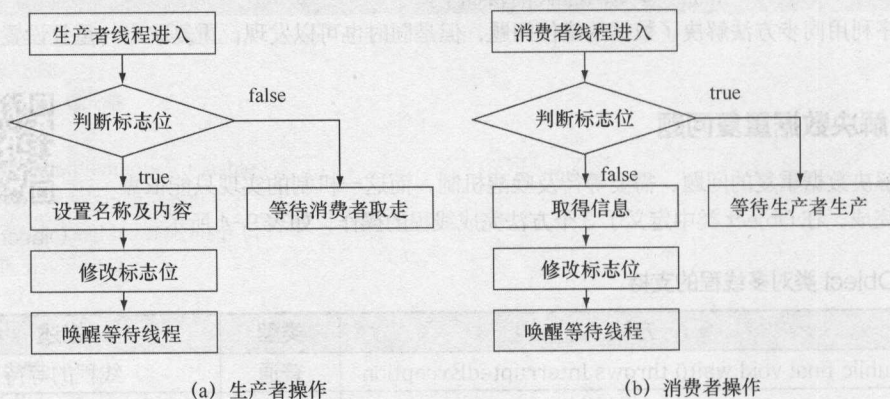 生产者线程进入
判断标志位
false
true
设置名称及内容
等待消费者取走
修改标志位
唤醒等待线程
(a) 生产者操作
消费者线程进入
判断标志位
true
false
取得信息
等待生产者生产
修改标志位
唤醒等待线程
(b) 消费者操作